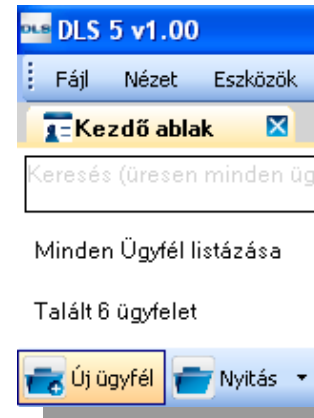 DLS DLS 5 v1.00
Fájl Nézet Eszközök
Kezdő ablak
Keresés (üresen minden üg
Minden Ügyfél listázása
Talált 6 ügyfelet
Új ügyfél Nyitás